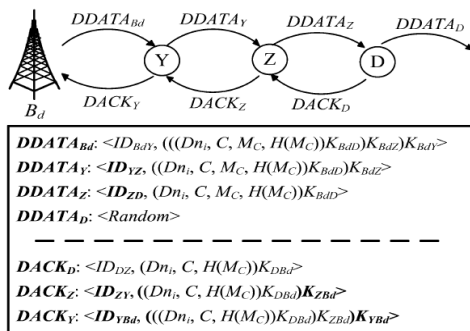 DDATA_Bd DDATA_Y DDATA_Z DDATA_D
Y Z D
B_d DACK_Y DACK_Z DACK_D
DDATA_Bd: <ID_BdY, (((Dn_i, C, M_C, H(M_C))K_BdD)K_BdZ)K_BdY>
DDATA_Y: <ID_YZ, ((Dn_i, C, M_C, H(M_C))K_BdD)K_BdZ>
DDATA_Z: <ID_ZD, (Dn_i, C, M_C, H(M_C))K_BdD>
DDATA_D: <Random>
DACK_D: <ID_DZ, (Dn_i, C, H(M_C))K_DBd>
DACK_Z: <ID_ZY, ((Dn_i, C, H(M_C))K_DBd)K_ZBd>
DACK_Y: <ID_YBd, (((Dn_i, C, H(M_C))K_DBd)K_ZBd)K_YBd>